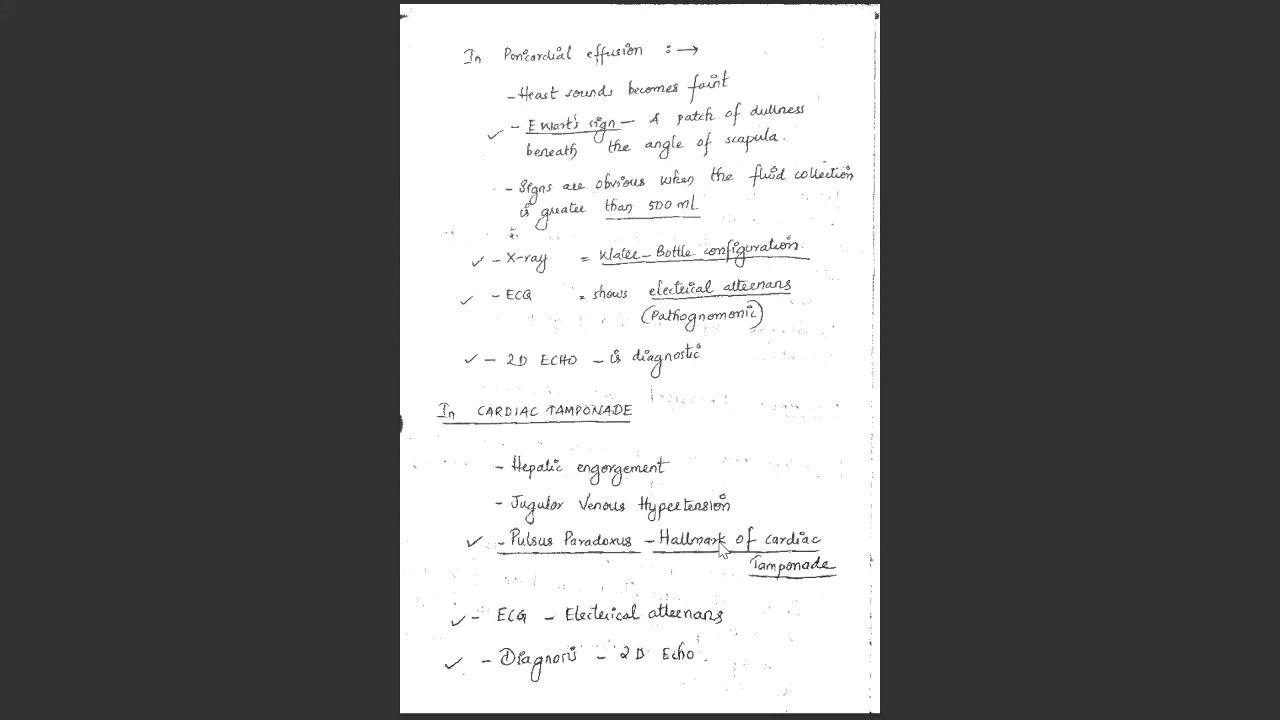 In Pericardial effusion :→
- Heart sounds becomes faint
✓ - Ewart's sign - A patch of dullness
beneath the angle of scapula.
- Signs are obvious when the fluid collection
is greater than 500 ml
✓ - X-ray = Water-Bottle configuration.
✓ - ECG = shows electrical alternans
(Pathognomonic)
✓ - 2D ECHO - is diagnostic
In CARDIAC TAMPONADE
- Hepatic engorgement
- Jugular Venous Hypertension
✓ - Pulsus Paradoxus - Hallmark of cardiac
Tamponade
✓ - ECG - Electrical alternans
✓ - Diagnosis - 2D Echo.